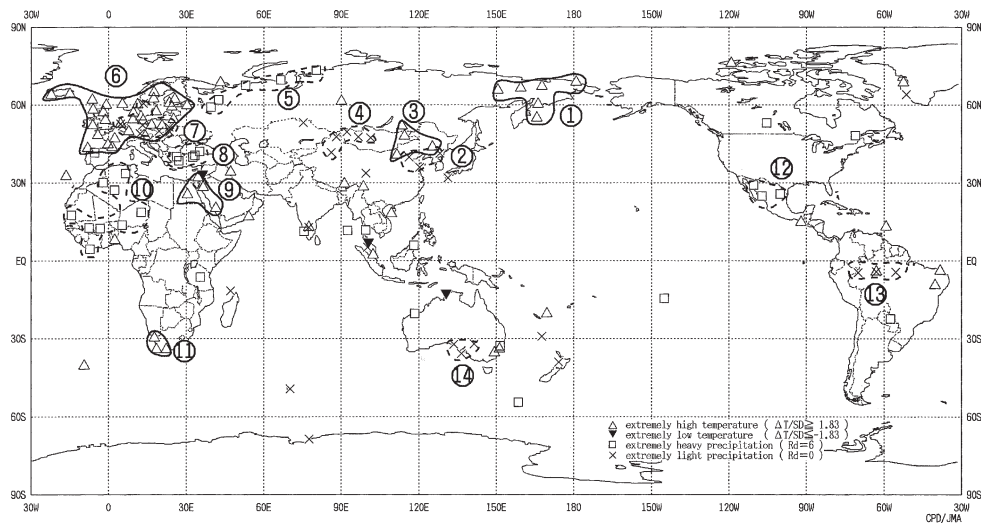 30W 0 30E 60E 90E 120E 150E 180 150W 120W 90W 60W 30W
90N 90N
60N 60N
30N 30N
EQ EQ
30S 30S
60S 60S
90S 90S
⑥ ⑤ ④ ③ ① ⑦ ② ⑧ ⑫ ⑩ ⑨
⑬ ⑪ ⑭
△ extremely high temperature ( ΔT/SD≧ 1.83)
▼ extremely low temperature ( ΔT/SD≦-1.83)
□ extremely heavy precipitation ( Rd=6)
× extremely light precipitation ( Rd=0)
30W 0 30E 60E 90E 120E 150E 180 150W 120W 90W 60W 30W
CPD/JMA